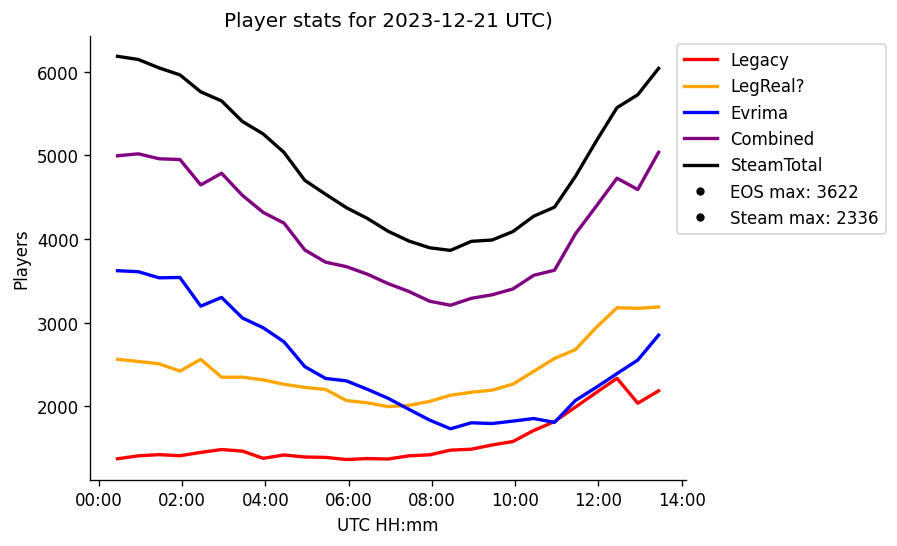 Player stats for 2023-12-21 UTC)
Players
6000
5000
4000
3000
2000
00:00 02:00 04:00 06:00 08:00 10:00 12:00 14:00
UTC HH:mm
Legacy
LegReal?
Evrima
Combined
SteamTotal
EOS max: 3622
Steam max: 2336